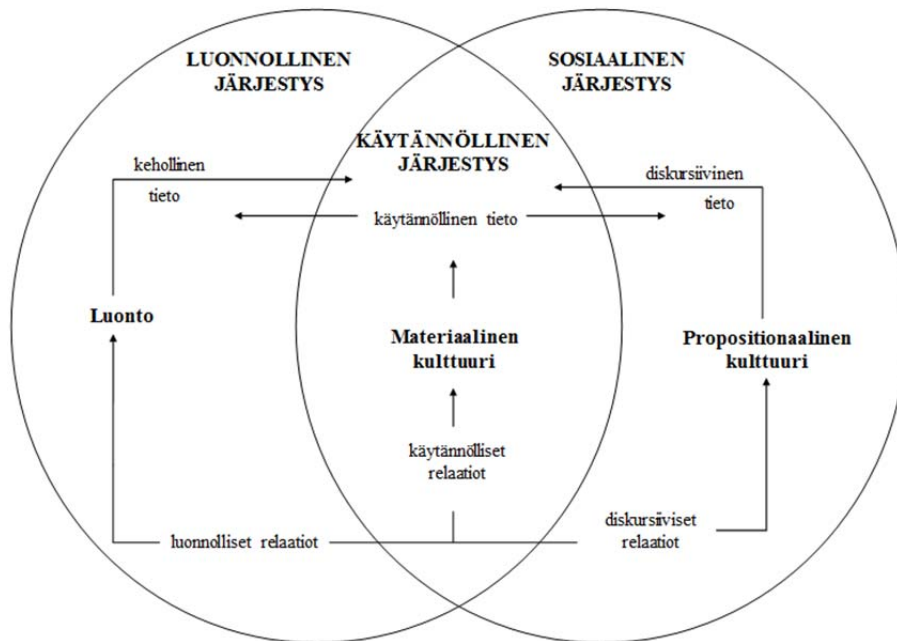 LUONNOLLINEN
JÄRJESTYS
SOSIAALINEN
JÄRJESTYS
KÄYTÄNNÖLLINEN
JÄRJESTYS
kehollinen
tieto
diskursiivinen
tieto
käytännöllinen tieto
Luonto
Materiaalinen
kulttuuri
Propositionaalinen
kulttuuri
käytännölliset
relaatiot
luonnolliset relaatiot
diskursiiviset
relaatiot